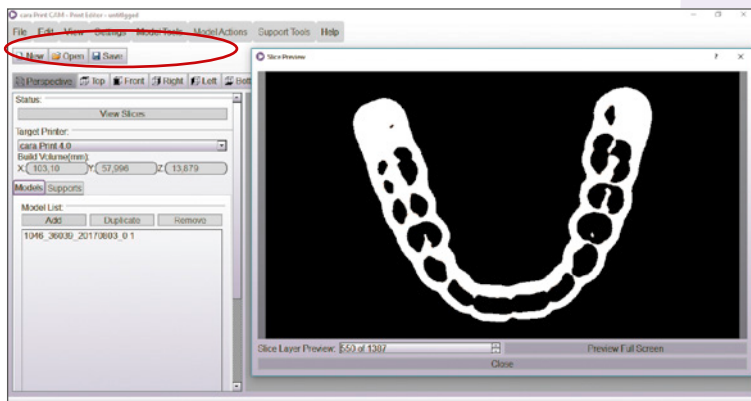 cara Print CAM - Print Editor - untitled
File Edit View Settings Model Tools Model Actions Support Tools Help
New Open Save
Slice Preview ? ×
Perspective Top Front Right Left Bott
Status:
View Slices
Target Printer:
cara Print 4.0
Build Volume(mm):
X: 103,10 Y: 57,996 Z: 13,879
Models Supports
Model List:
Add Duplicate Remove
1046_36039_20170803_0 1
Slice Layer Preview: 550 of 1387 Preview Full Screen
Close